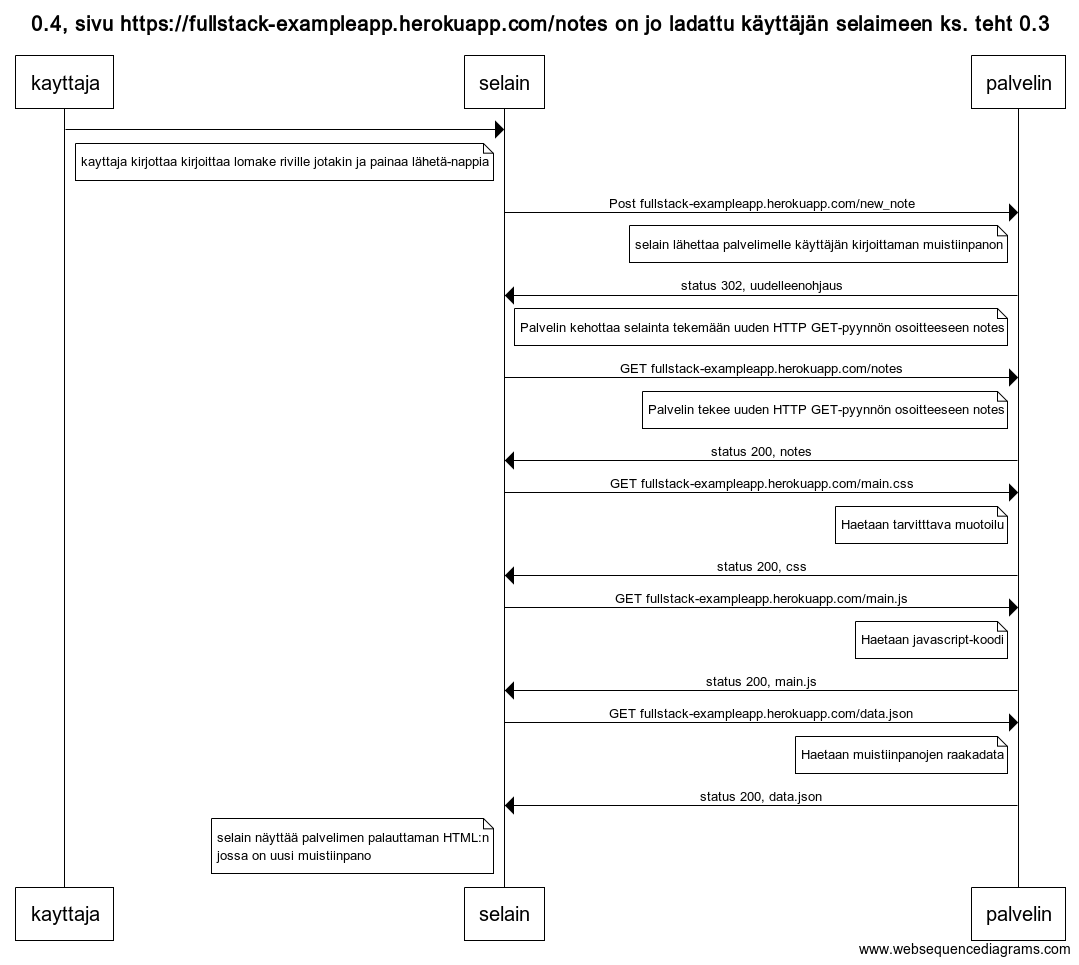 0.4, sivu https://fullstack-exampleapp.herokuapp.com/notes on jo ladattu käyttäjän selaimeen ks. teht 0.3
kayttaja
selain
palvelin
kayttaja kirjottaa kirjoittaa lomake riville jotakin ja painaa lähetä-nappia
Post fullstack-exampleapp.herokuapp.com/new_note
selain lähettaa palvelimelle käyttäjän kirjoittaman muistiinpanon
status 302, uudelleenohjaus
Palvelin kehottaa selainta tekemään uuden HTTP GET-pyynnön osoitteeseen notes
GET fullstack-exampleapp.herokuapp.com/notes
Palvelin tekee uuden HTTP GET-pyynnön osoitteeseen notes
status 200, notes
GET fullstack-exampleapp.herokuapp.com/main.css
Haetaan tarvitttava muotoilu
status 200, css
GET fullstack-exampleapp.herokuapp.com/main.js
Haetaan javascript-koodi
status 200, main.js
GET fullstack-exampleapp.herokuapp.com/data.json
Haetaan muistiinpanojen raakadata
status 200, data.json
selain näyttää palvelimen palauttaman HTML:n
jossa on uusi muistiinpano
kayttaja
selain
palvelin
www.websequencediagrams.com